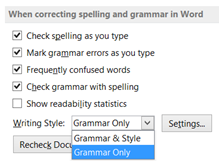 When correcting spelling and grammar in Word
Check spelling as you type
Mark grammar errors as you type
Frequently confused words
Check grammar with spelling
Show readability statistics
Writing Style: Grammar Only Settings...
Grammar & Style
Recheck Docu Grammar Only